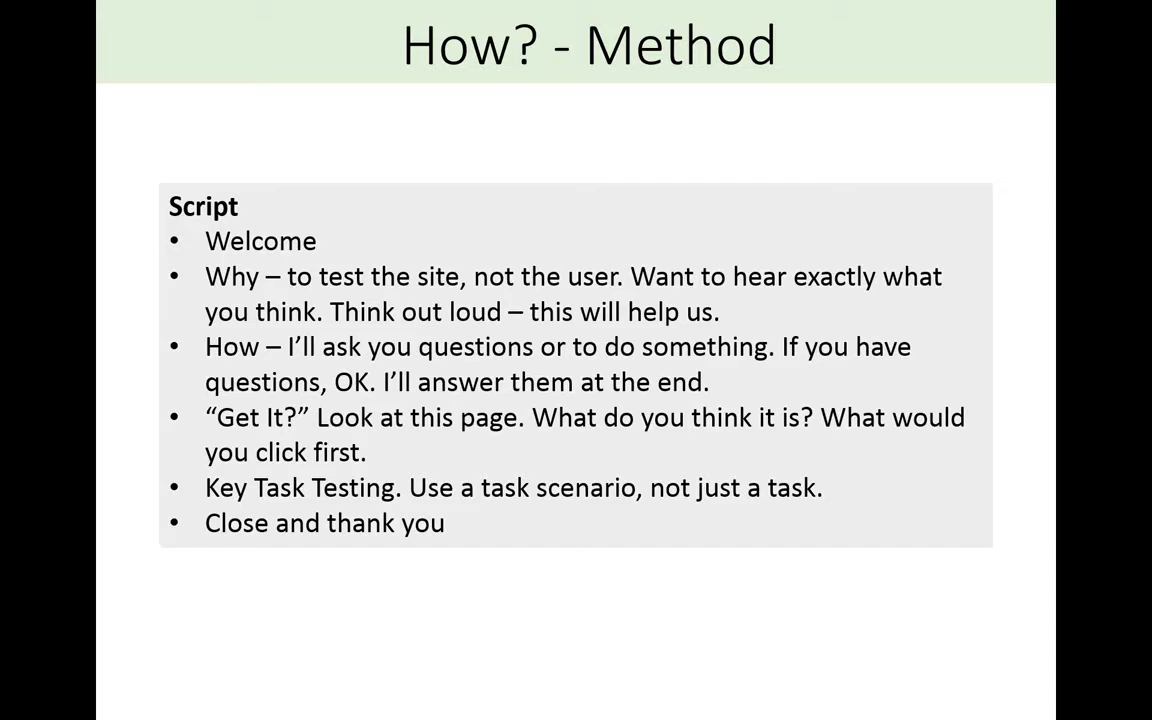 How? - Method
Script
• Welcome
• Why – to test the site, not the user. Want to hear exactly what
you think. Think out loud – this will help us.
• How – I’ll ask you questions or to do something. If you have
questions, OK. I’ll answer them at the end.
• “Get It?” Look at this page. What do you think it is? What would
you click first.
• Key Task Testing. Use a task scenario, not just a task.
• Close and thank you